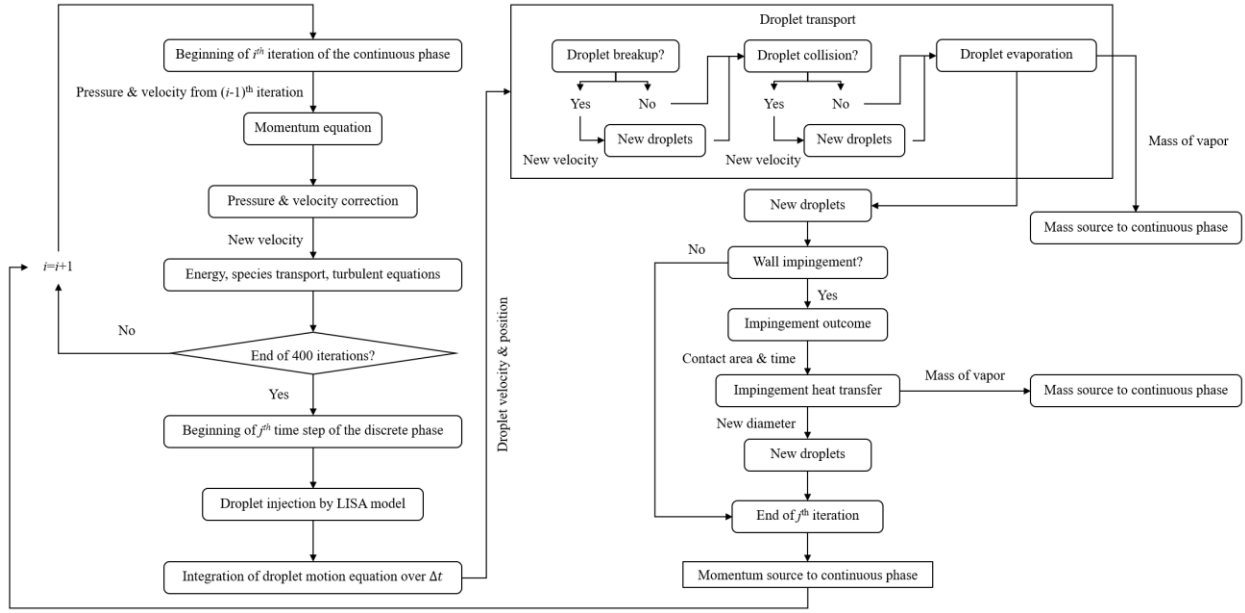 Beginning of iᵗʰ iteration of the continuous phase
Pressure & velocity from (i-1)ᵗʰ iteration
Momentum equation
Pressure & velocity correction
New velocity
Energy, species transport, turbulent equations
i=i+1
No
End of 400 iterations?
Yes
Beginning of jᵗʰ time step of the discrete phase
Droplet injection by LISA model
Integration of droplet motion equation over Δt
Droplet velocity & position
Droplet transport
Droplet breakup?
Yes
No
New droplets
New velocity
Droplet collision?
Yes
No
New droplets
New velocity
Droplet evaporation
Mass of vapor
Mass source to continuous phase
New droplets
Wall impingement?
No
Yes
Impingement outcome
Contact area & time
Impingement heat transfer
Mass of vapor
Mass source to continuous phase
New diameter
New droplets
End of jᵗʰ iteration
Momentum source to continuous phase